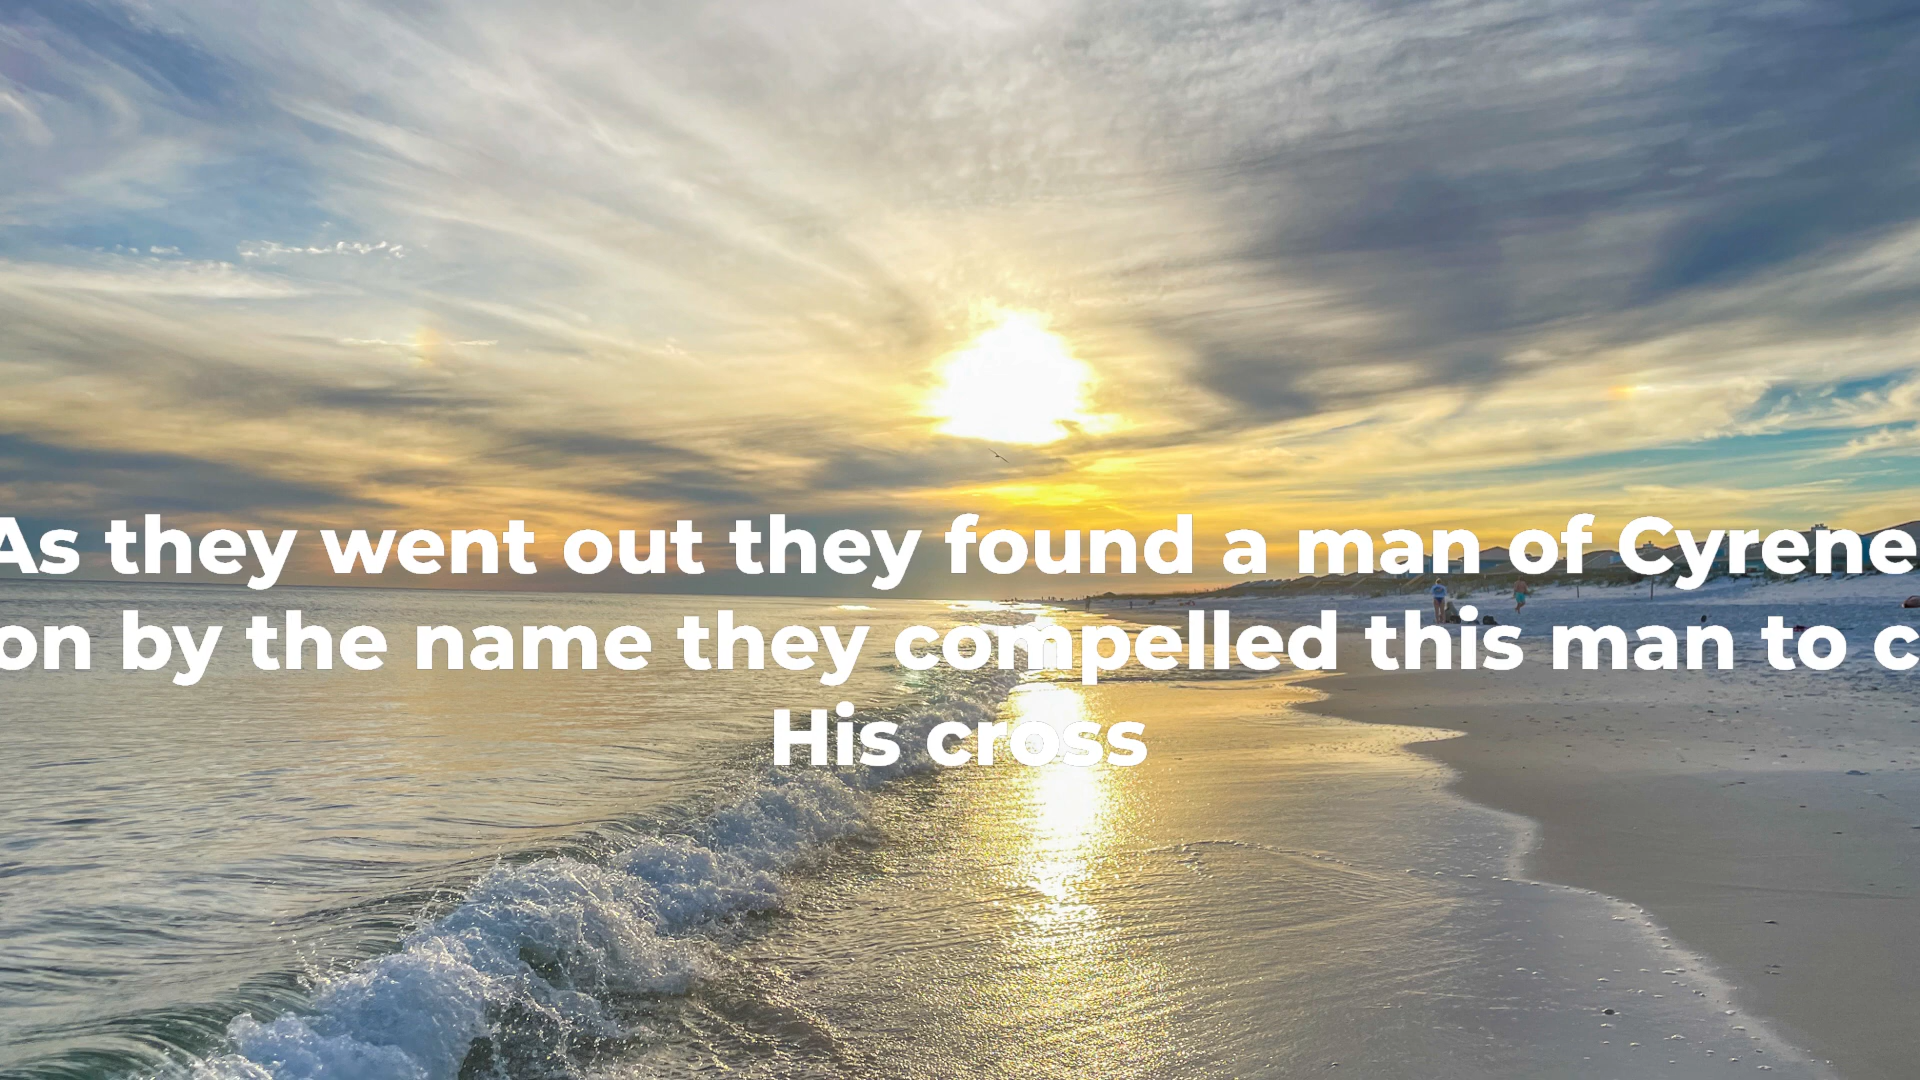 As they went out they found a man of Cyrene
on by the name they compelled this man to
His cross